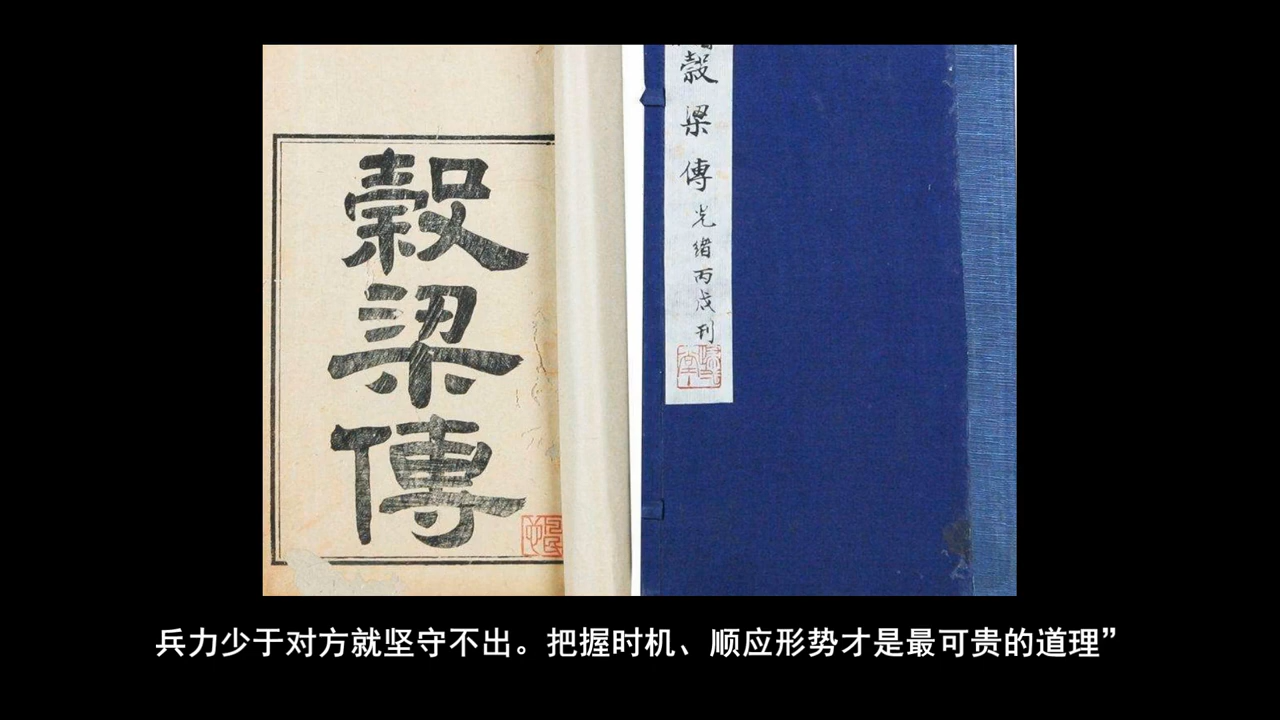 穀梁傳
穀梁傳 光緒丙戌刊
兵力少于对方就坚守不出。把握时机、顺应形势才是最可贵的道理”